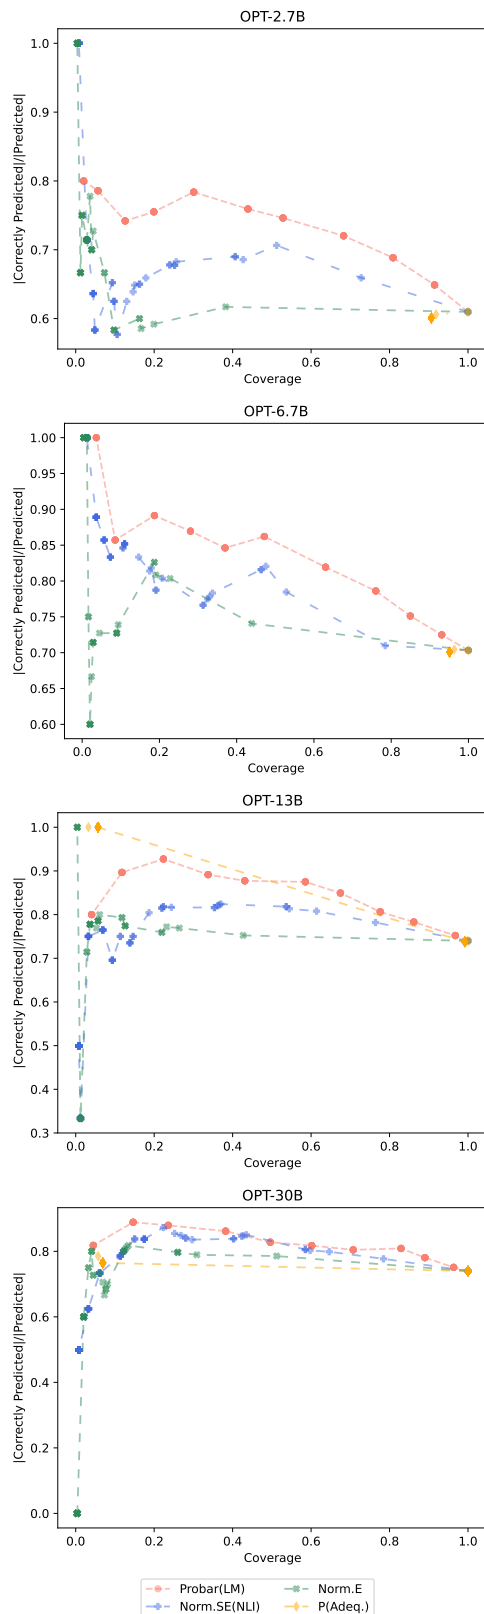 OPT-2.7B
1.0
0.9
0.8
0.7
0.6
|Correctly Predicted|/|Predicted|
0.0 0.2 0.4 0.6 0.8 1.0
Coverage
OPT-6.7B
1.00
0.95
0.90
0.85
0.80
0.75
0.70
0.65
0.60
|Correctly Predicted|/|Predicted|
0.0 0.2 0.4 0.6 0.8 1.0
Coverage
OPT-13B
1.0
0.9
0.8
0.7
0.6
0.5
0.4
0.3
|Correctly Predicted|/|Predicted|
0.0 0.2 0.4 0.6 0.8 1.0
Coverage
OPT-30B
0.8
0.6
0.4
0.2
0.0
|Correctly Predicted|/|Predicted|
0.0 0.2 0.4 0.6 0.8 1.0
Coverage
Probar(LM) Norm.E
Norm.SE(NLI) P(Adeq.)